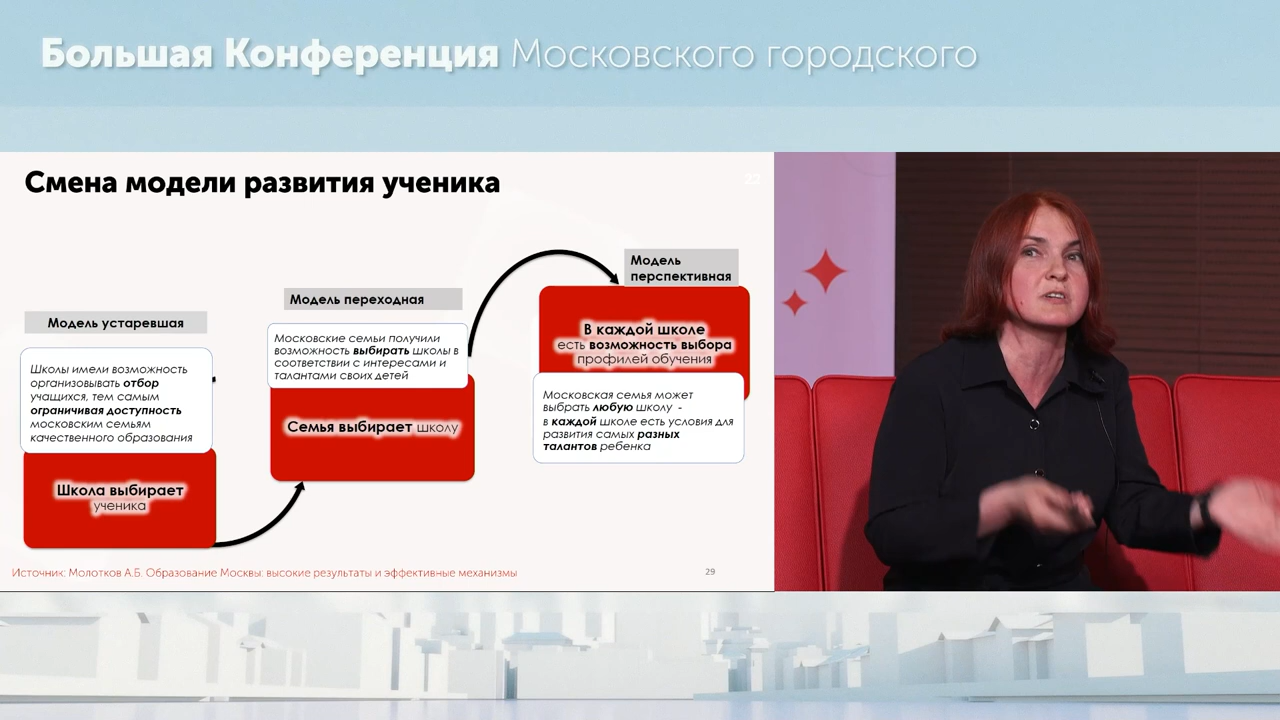 Большая Конференция Московского городского
Смена модели развития ученика
22
Модель устаревшая
Школы имели возможность
организовывать отбор
учащихся, тем самым
ограничивая доступность
московским семьям
качественного образования
Школа выбирает
ученика
Модель переходная
Московские семьи получили
возможность выбирать школы в
соответствии с интересами и
талантами своих детей
Семья выбирает школу
Модель
перспективная
В каждой школе
есть возможность выбора
профилей обучения
Московская семья может
выбрать любую школу -
в каждой школе есть условия для
развития самых разных
талантов ребенка
Источник: Молотков А.Б. Образование Москвы: высокие результаты и эффективные механизмы
29